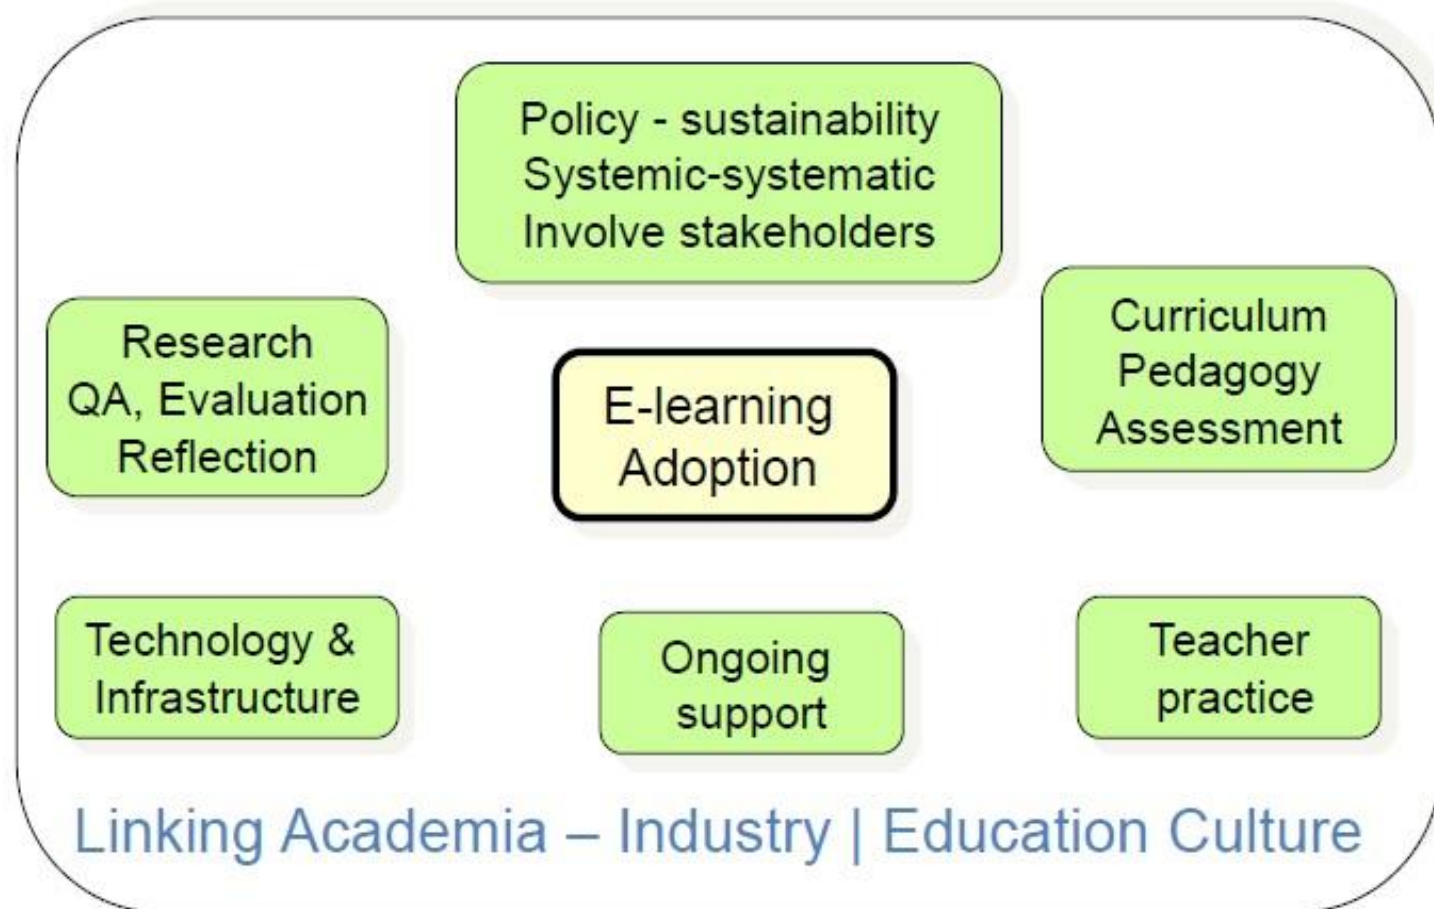 Policy - sustainability
Systemic-systematic
Involve stakeholders
Research
QA, Evaluation
Reflection
E-learning
Adoption
Curriculum
Pedagogy
Assessment
Technology &
Infrastructure
Ongoing
support
Teacher
practice
Linking Academia – Industry | Education Culture